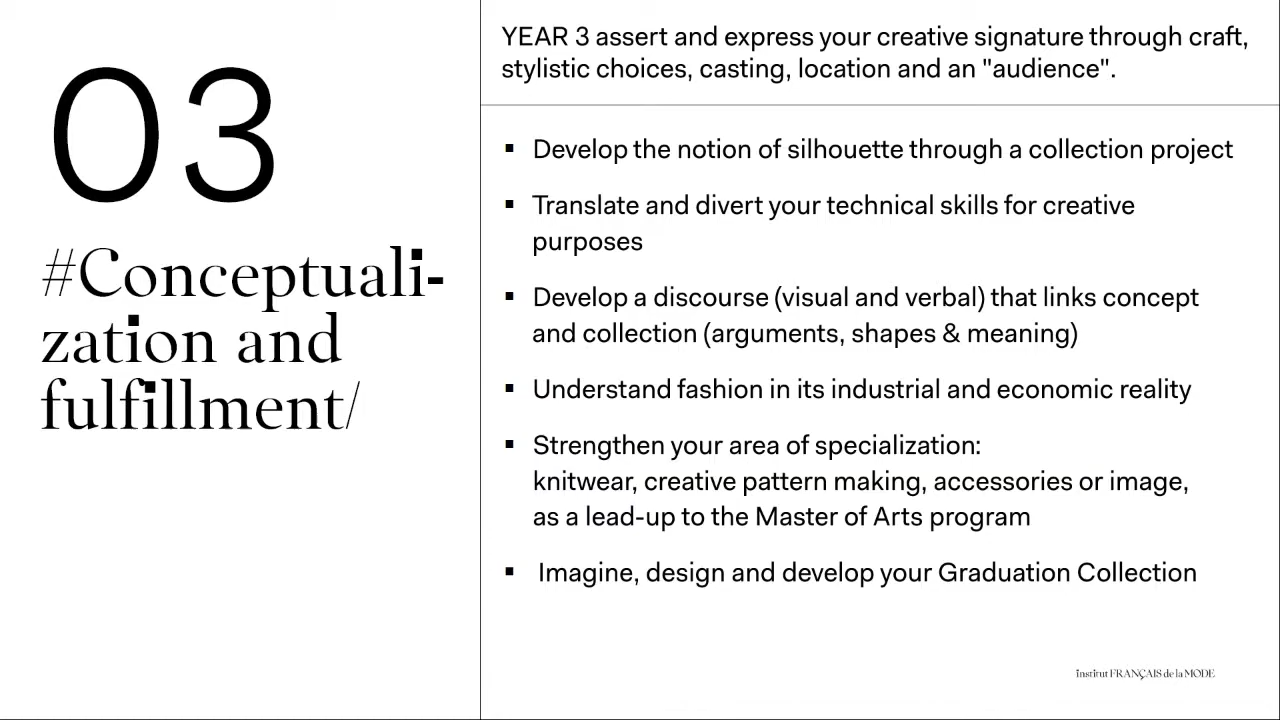 03
#Conceptuali-
zation and
fulfillment/
YEAR 3 assert and express your creative signature through craft,
stylistic choices, casting, location and an "audience".
▪ Develop the notion of silhouette through a collection project
▪ Translate and divert your technical skills for creative
purposes
▪ Develop a discourse (visual and verbal) that links concept
and collection (arguments, shapes & meaning)
▪ Understand fashion in its industrial and economic reality
▪ Strengthen your area of specialization:
knitwear, creative pattern making, accessories or image,
as a lead-up to the Master of Arts program
▪ Imagine, design and develop your Graduation Collection
institut FRANÇAIS de la MODE